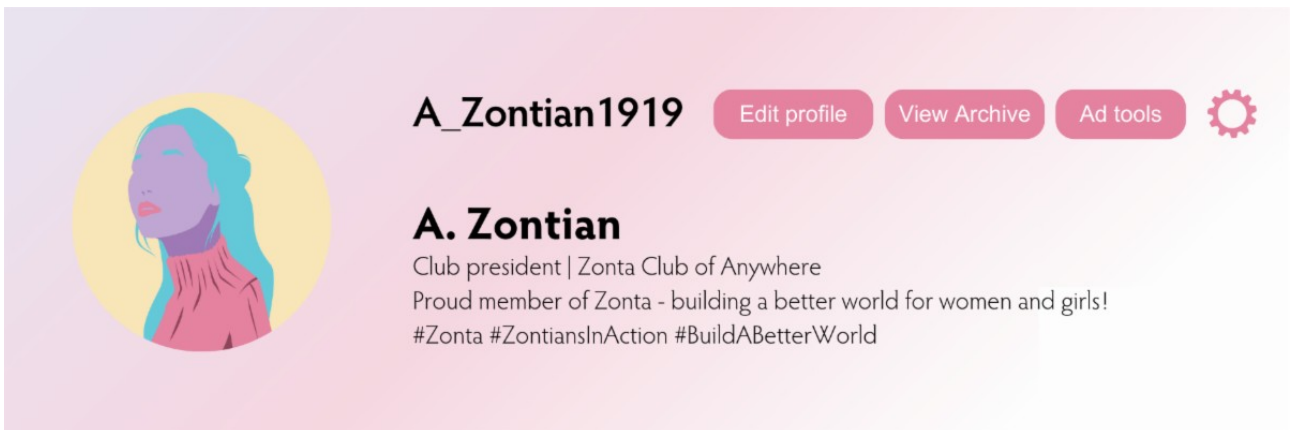 A_Zontian1919 Edit profile View Archive Ad tools
A. Zontian
Club president | Zonta Club of Anywhere
Proud member of Zonta - building a better world for women and girls!
#Zonta #ZontiansInAction #BuildABetterWorld